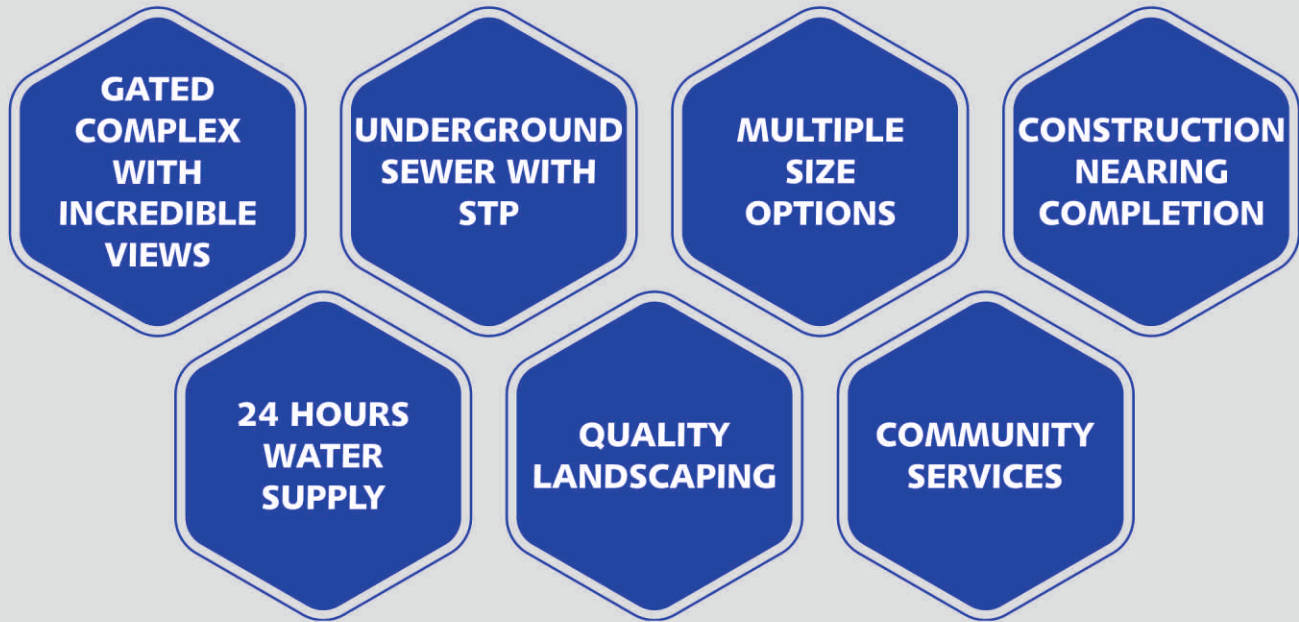 GATED
COMPLEX
WITH
INCREDIBLE
VIEWS
UNDERGROUND
SEWER WITH
STP
MULTIPLE
SIZE
OPTIONS
CONSTRUCTION
NEARING
COMPLETION
24 HOURS
WATER
SUPPLY
QUALITY
LANDSCAPING
COMMUNITY
SERVICES